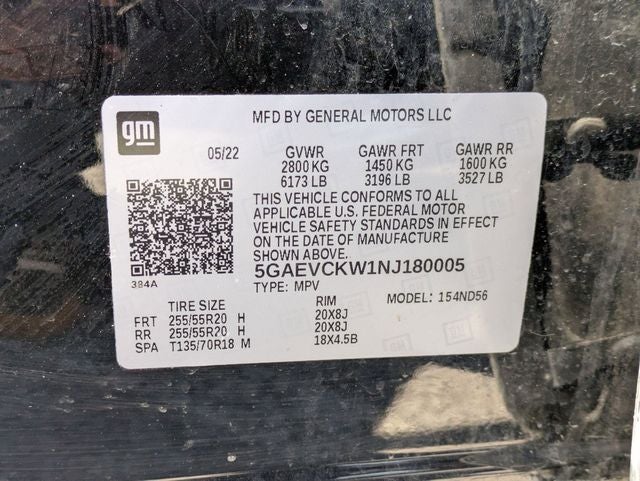 gm
MFD BY GENERAL MOTORS LLC
05/22 GVWR GAWR FRT GAWR RR
2800 KG 1450 KG 1600 KG
6173 LB 3196 LB 3527 LB
THIS VEHICLE CONFORMS TO ALL
APPLICABLE U.S. FEDERAL MOTOR
VEHICLE SAFETY STANDARDS IN EFFECT
ON THE DATE OF MANUFACTURE
SHOWN ABOVE.
384A
5GAEVCKW1NJ180005
TYPE: MPV MODEL: 154ND56
TIRE SIZE RIM
FRT 255/55R20 H 20X8J
RR 255/55R20 H 20X8J
SPA T135/70R18 M 18X4.5B